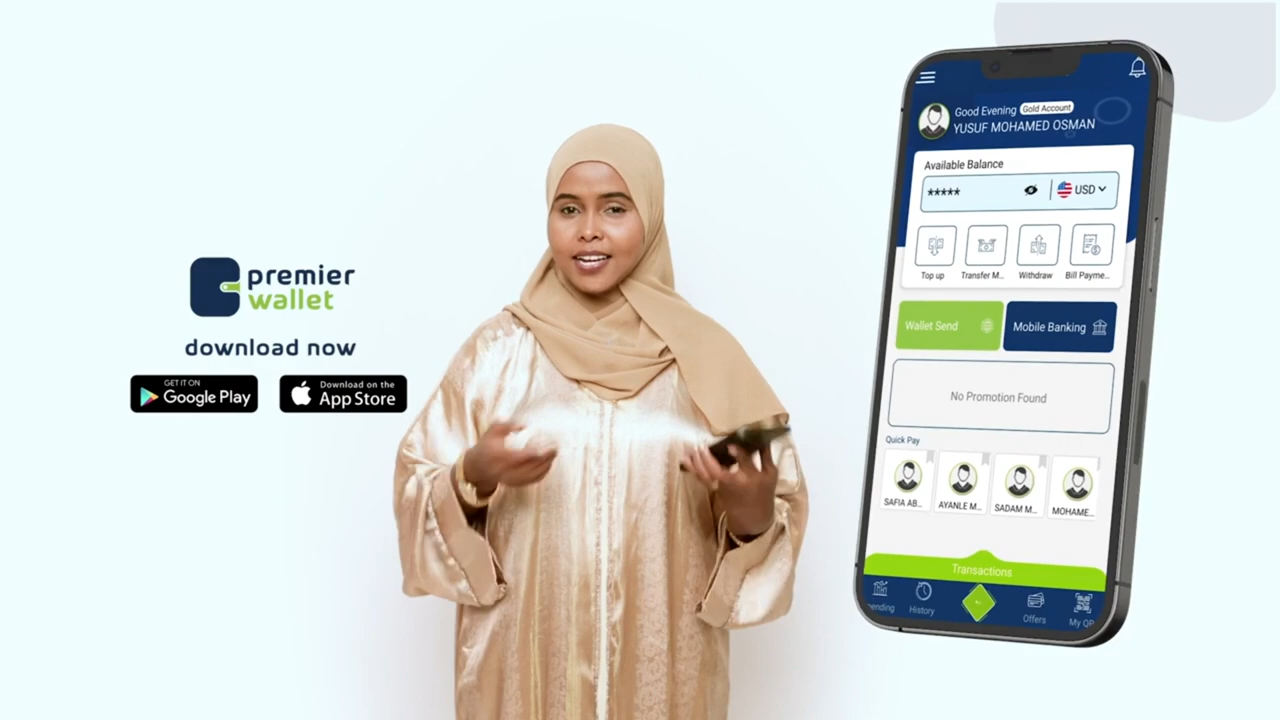 premier
wallet
download now
GET IT ON
Google Play
Download on the
App Store
Good Evening Gold Account
YUSUF MOHAMED OSMAN
Available Balance
*****
USD
Top up
Transfer M...
Withdraw
Bill Payme...
Wallet Send
Mobile Banking
No Promotion Found
Quick Pay
SAFIA AB...
AYANLE M...
SADAM M...
MOHAME...
Transactions
ending
History
Offers
My QP